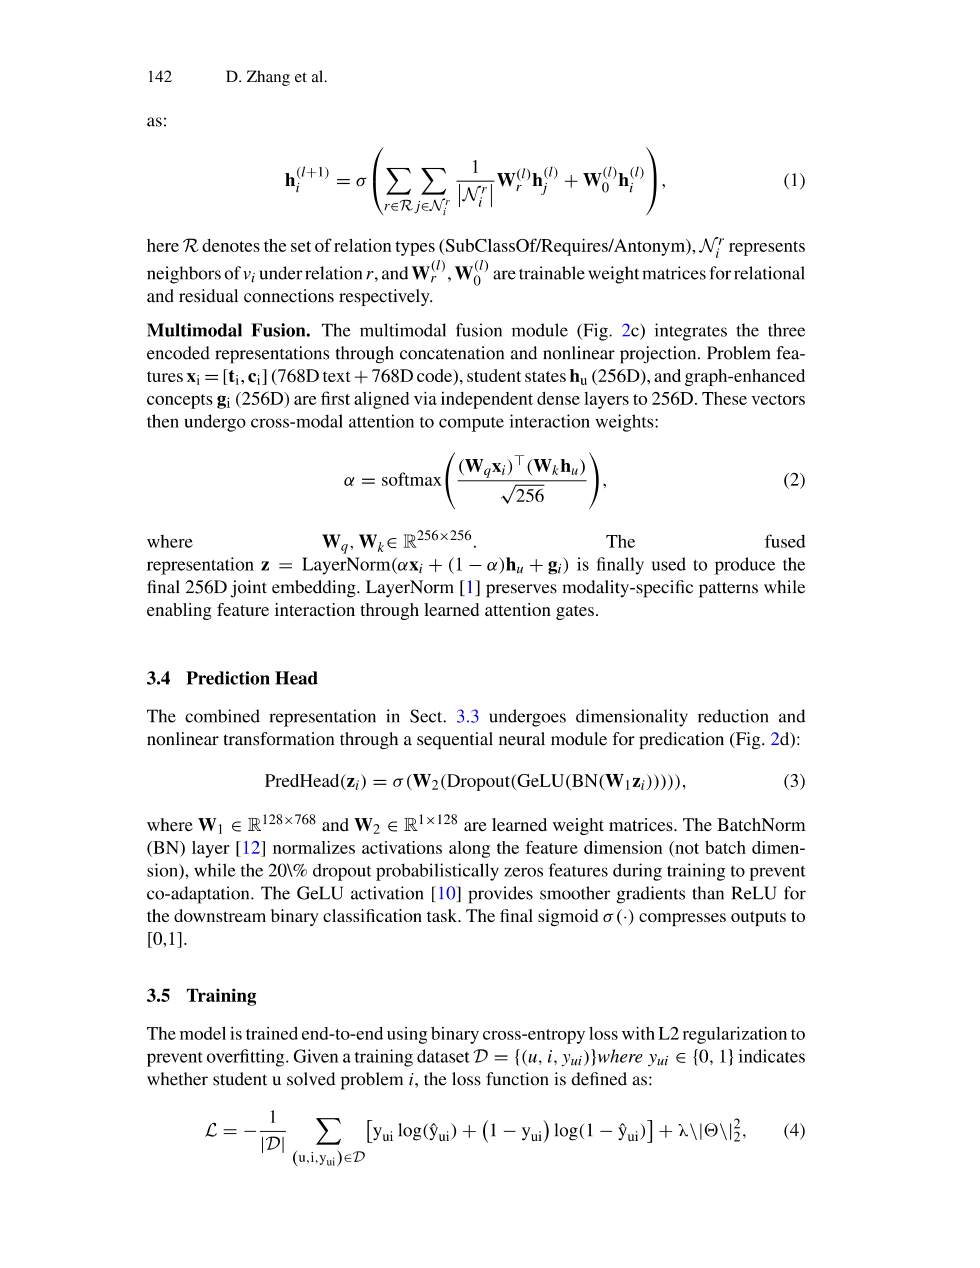 142 D. Zhang et al.
as:
h_i^{(l+1)} = σ(∑_{r∈ℛ} ∑_{j∈𝒩_i^r} 1/|𝒩_i^r| W_r^{(l)} h_j^{(l)} + W_0^{(l)} h_i^{(l)}), (1)
here ℛ denotes the set of relation types (SubClassOf/Requires/Antonym), 𝒩_i^r represents
neighbors of v_i under relation r, and W_r^{(l)}, W_0^{(l)} are trainable weight matrices for relational
and residual connections respectively.
Multimodal Fusion. The multimodal fusion module (Fig. 2c) integrates the three
encoded representations through concatenation and nonlinear projection. Problem fea-
tures x_i = [t_i, c_i] (768D text + 768D code), student states h_u (256D), and graph-enhanced
concepts g_i (256D) are first aligned via independent dense layers to 256D. These vectors
then undergo cross-modal attention to compute interaction weights:
α = softmax((W_q x_i)^⊤ (W_k h_u) / √256), (2)
where W_q, W_k ∈ ℝ^{256×256}. The fused
representation z = LayerNorm(αx_i + (1 − α)h_u + g_i) is finally used to produce the
final 256D joint embedding. LayerNorm [1] preserves modality-specific patterns while
enabling feature interaction through learned attention gates.
3.4 Prediction Head
The combined representation in Sect. 3.3 undergoes dimensionality reduction and
nonlinear transformation through a sequential neural module for predication (Fig. 2d):
PredHead(z_i) = σ(W_2(Dropout(GeLU(BN(W_1 z_i))))), (3)
where W_1 ∈ ℝ^{128×768} and W_2 ∈ ℝ^{1×128} are learned weight matrices. The BatchNorm
(BN) layer [12] normalizes activations along the feature dimension (not batch dimen-
sion), while the 20\% dropout probabilistically zeros features during training to prevent
co-adaptation. The GeLU activation [10] provides smoother gradients than ReLU for
the downstream binary classification task. The final sigmoid σ(·) compresses outputs to
[0,1].
3.5 Training
The model is trained end-to-end using binary cross-entropy loss with L2 regularization to
prevent overfitting. Given a training dataset 𝒟 = {(u, i, y_{ui})}where y_{ui} ∈ {0, 1} indicates
whether student u solved problem i, the loss function is defined as:
ℒ = −1/|𝒟| ∑_{(u,i,y_{ui})∈𝒟} [y_{ui} log(ŷ_{ui}) + (1 − y_{ui}) log(1 − ŷ_{ui})] + λ\|Θ\|_2^2, (4)